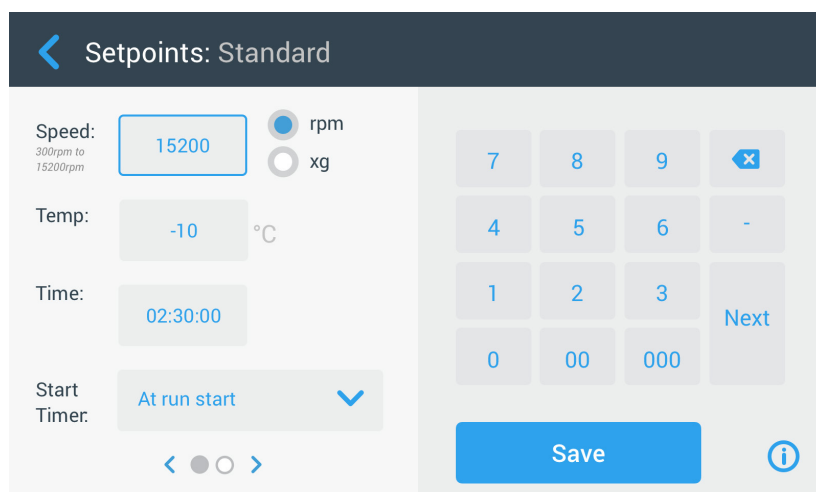 Setpoints: Standard
Speed:
300rpm to
15200rpm
15200
rpm
xg
Temp:
-10
°C
Time:
02:30:00
Start
Timer:
At run start
7 8 9
4 5 6 -
1 2 3
Next
0 00 000
Save